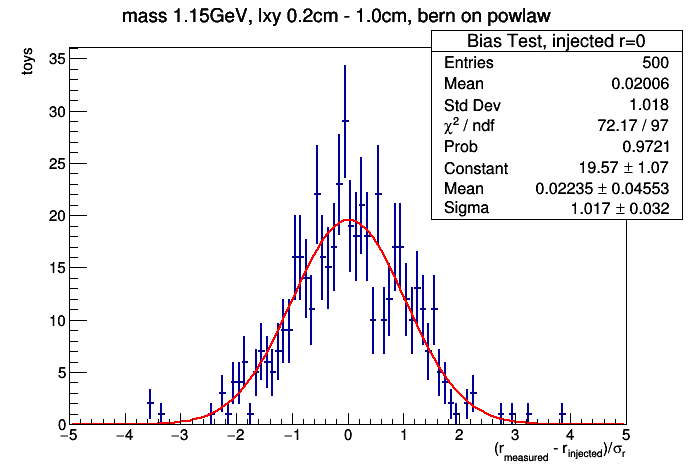 mass 1.15GeV, lxy 0.2cm - 1.0cm, bern on powlaw
Bias Test, injected r=0
Entries 500
Mean 0.02006
Std Dev 1.018
χ² / ndf 72.17 / 97
Prob 0.9721
Constant 19.57 ± 1.07
Mean 0.02235 ± 0.04553
Sigma 1.017 ± 0.032
toys
35
30
25
20
15
10
5
0
−5 −4 −3 −2 −1 0 1 2 3 4 5
(r_measured - r_injected)/σ_r